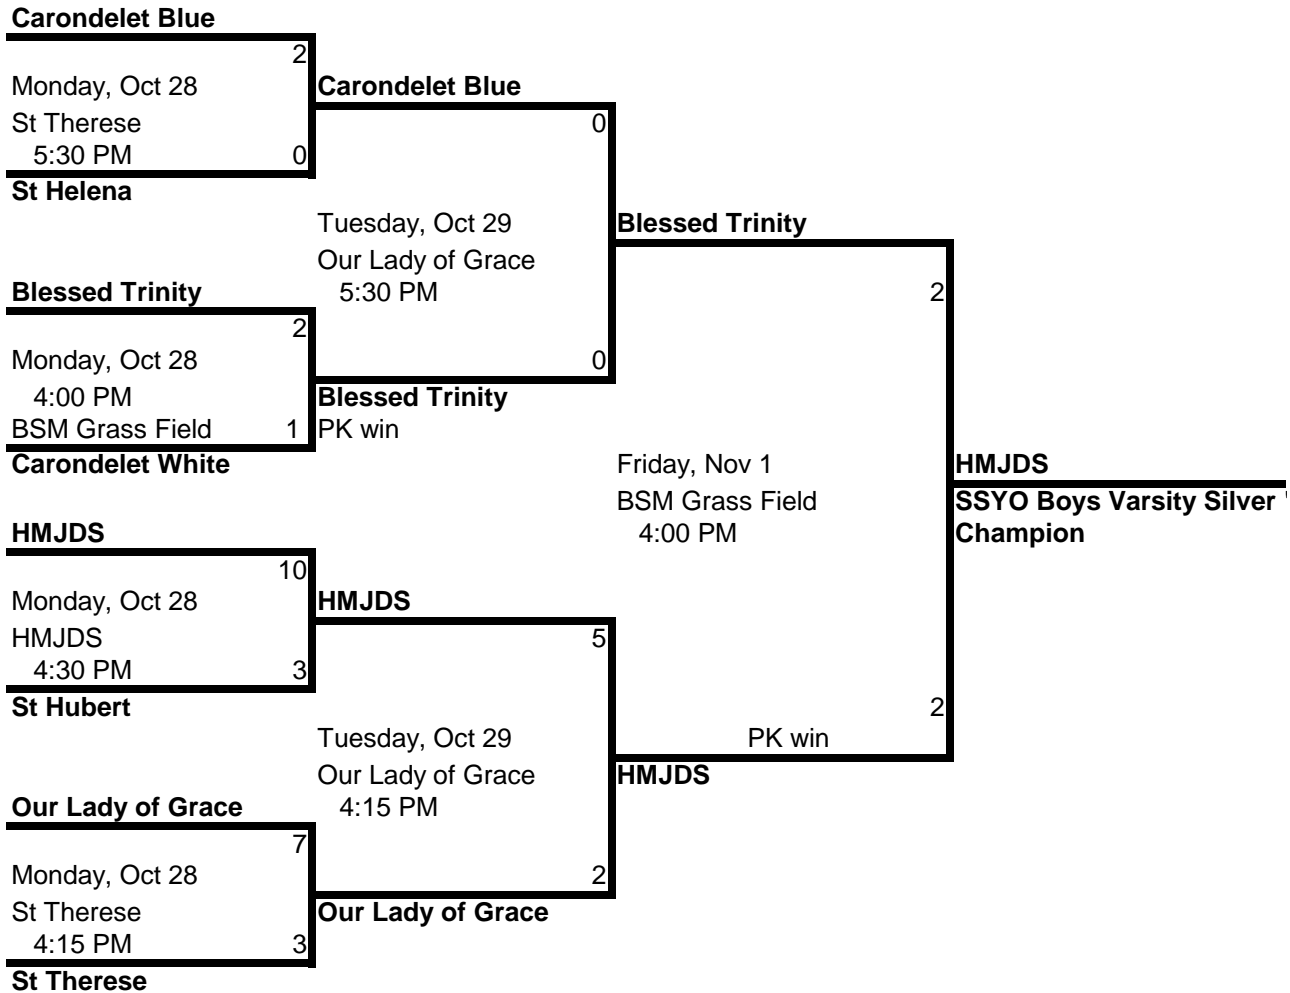 Carondelet Blue
2
Monday, Oct 28
St Therese
5:30 PM 0
St Helena
Carondelet Blue
0
Tuesday, Oct 29
Our Lady of Grace
5:30 PM
0
Blessed Trinity
PK win
Blessed Trinity
2
Monday, Oct 28
4:00 PM
BSM Grass Field 1
Carondelet White
Blessed Trinity
2
Friday, Nov 1
BSM Grass Field
4:00 PM
2
PK win
HMJDS
HMJDS
SSYO Boys Varsity Silver '
Champion
HMJDS
10
Monday, Oct 28
HMJDS
4:30 PM 3
St Hubert
HMJDS
5
Tuesday, Oct 29
Our Lady of Grace
4:15 PM
2
Our Lady of Grace
Our Lady of Grace
7
Monday, Oct 28
St Therese
4:15 PM 3
St Therese